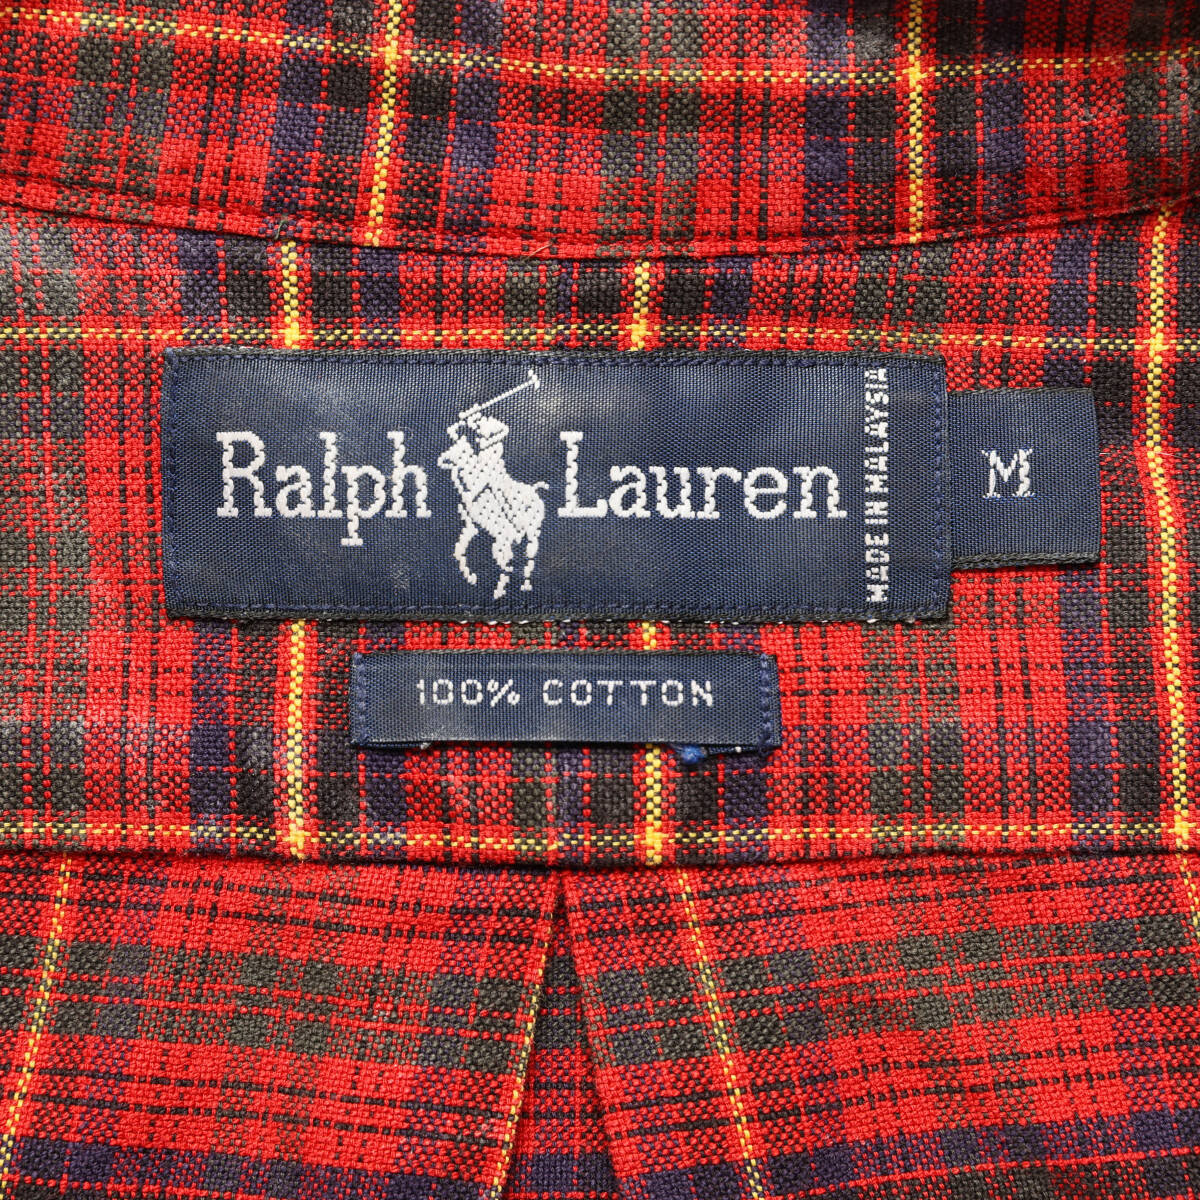 Ralph Lauren
MADE IN MALAYSIA
M
100% COTTON